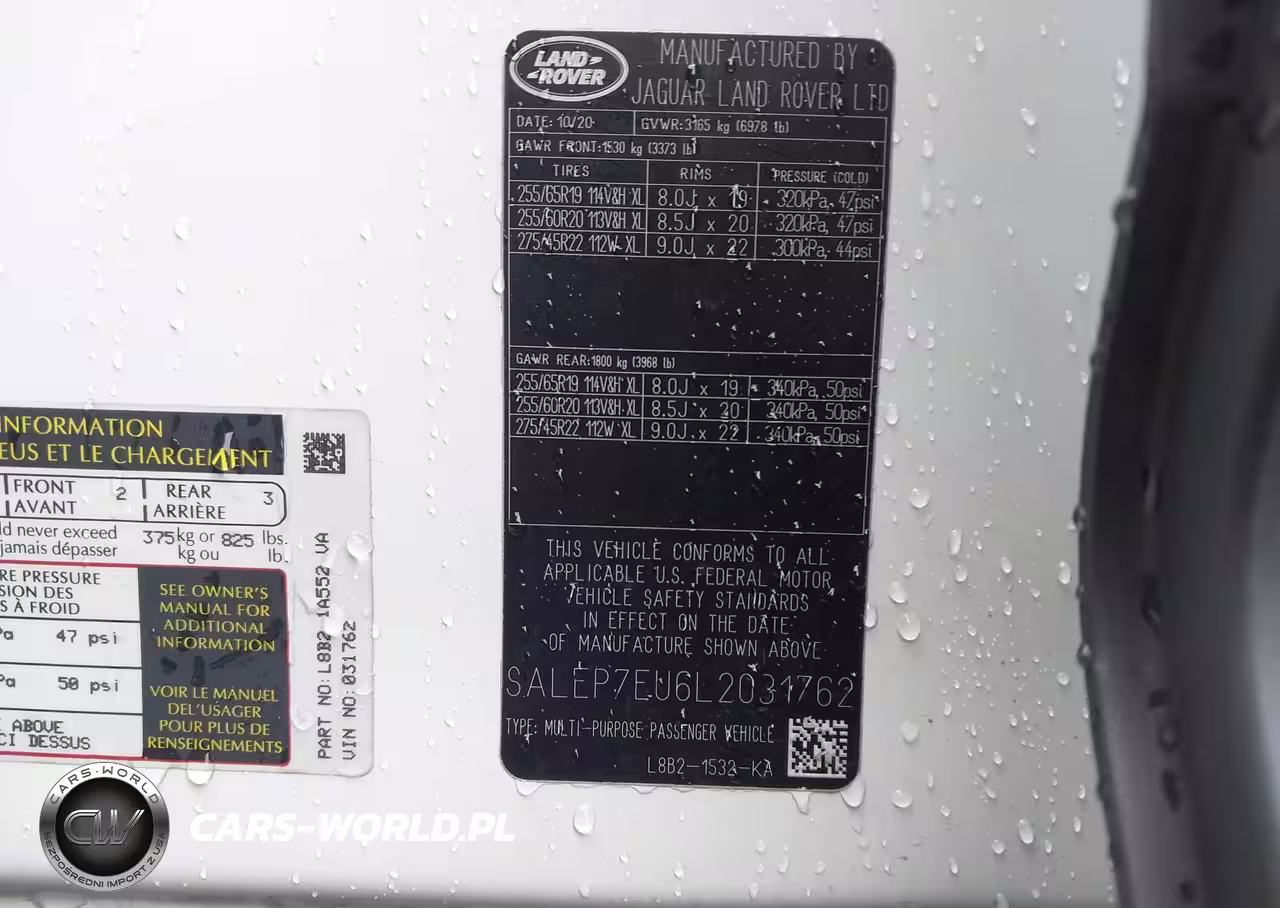 LAND-
-ROVER
MANUFACTURED BY
JAGUAR LAND ROVER LTD
DATE: 10/20 GVWR:3165 kg (6978 lb)
GAWR FRONT:1530 kg (3373 lb)
TIRES RIMS PRESSURE (COLD)
255/65R19 114V&H XL 8.0J x 19 320kPa, 47psi
255/60R20 113V&H XL 8.5J x 20 320kPa, 47psi
275/45R22 112W XL 9.0J x 22 300kPa, 44psi
GAWR REAR:1800 kg (3968 lb)
255/65R19 114V&H XL 8.0J x 19 340kPa, 50psi
255/60R20 113V&H XL 8.5J x 20 340kPa, 50psi
275/45R22 112W XL 9.0J x 22 340kPa, 50psi
THIS VEHICLE CONFORMS TO ALL
APPLICABLE U.S. FEDERAL MOTOR
VEHICLE SAFETY STANDARDS
IN EFFECT ON THE DATE
OF MANUFACTURE SHOWN ABOVE
SALEP7EU6L2031762
TYPE: MULTI-PURPOSE PASSENGER VEHICLE
L8B2-1532-KA
INFORMATION
EUS ET LE CHARGEMENT
FRONT 2 REAR 3
AVANT ARRIÈRE
ld never exceed 375 kg or 825 lbs.
jamais dépasser kg ou lb.
RE PRESSURE
SION DES
S À FROID
Pa 47 psi
Pa 50 psi
ABOVE
CI DESSUS
SEE OWNER'S
MANUAL FOR
ADDITIONAL
INFORMATION
VOIR LE MANUEL
DEL'USAGER
POUR PLUS DE
RENSEIGNEMENTS
PART NO:L8B2 1A552 VA
VIN NO:031762
CARS-WORLD
CW
BEZPOŚREDNI IMPORT Z USA
CARS-WORLD.PL